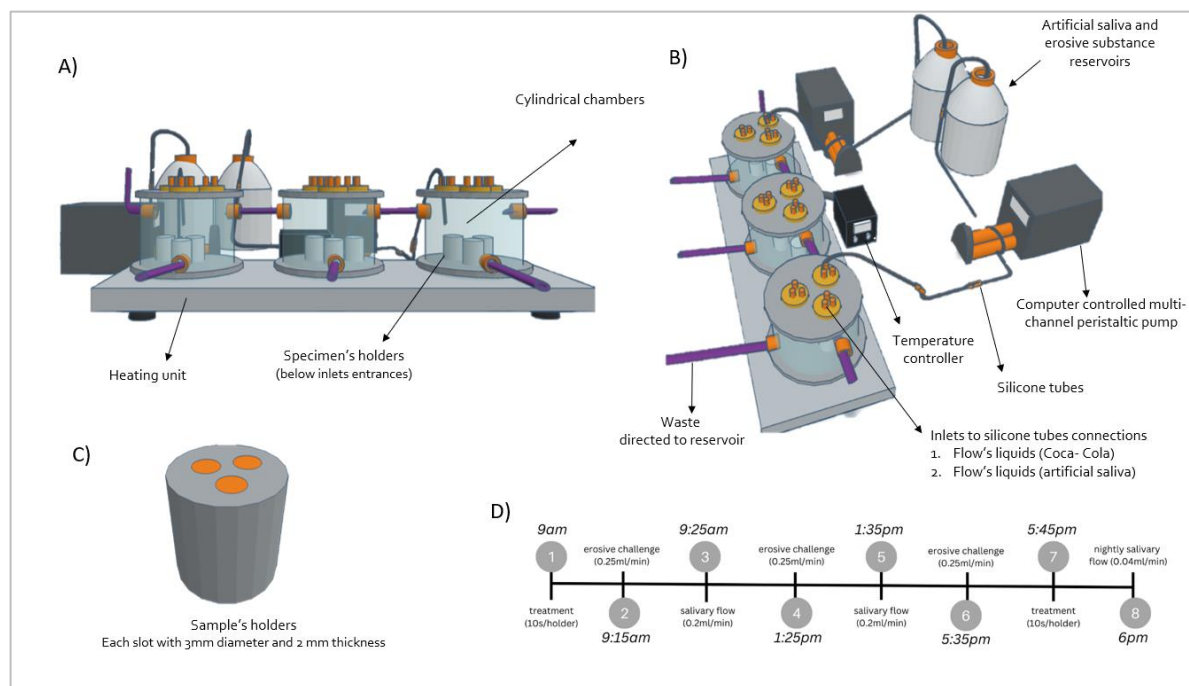 A)
Cylindrical chambers
Heating unit
Specimen's holders
(below inlets entrances)
B)
Artificial saliva and
erosive substance
reservoirs
Computer controlled multi-
channel peristaltic pump
Temperature
controller
Silicone tubes
Waste
directed to reservoir
Inlets to silicone tubes connections
1. Flow's liquids (Coca- Cola)
2. Flow's liquids (artificial saliva)
C)
Sample's holders
Each slot with 3mm diameter and 2 mm thickness
D)
9am
1
treatment
(10s/holder)
erosive challenge
(0.25ml/min)
2
9:15am
9:25am
3
salivary flow
(0.2ml/min)
erosive challenge
(0.25ml/min)
4
1:25pm
1:35pm
5
salivary flow
(0.2ml/min)
erosive challenge
(0.25ml/min)
6
5:35pm
5:45pm
7
treatment
(10s/holder)
nightly salivary
flow (0.04ml/min)
8
6pm